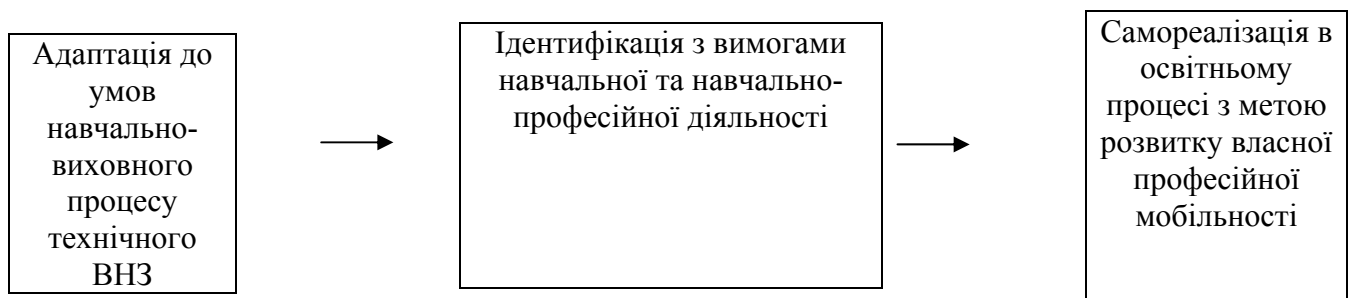 Адаптація до
умов
навчально-
виховного
процесу
технічного
ВНЗ
Ідентифікація з вимогами
навчальної та навчально-
професійної діяльності
Самореалізація в
освітньому
процесі з метою
розвитку власної
професійної
мобільності